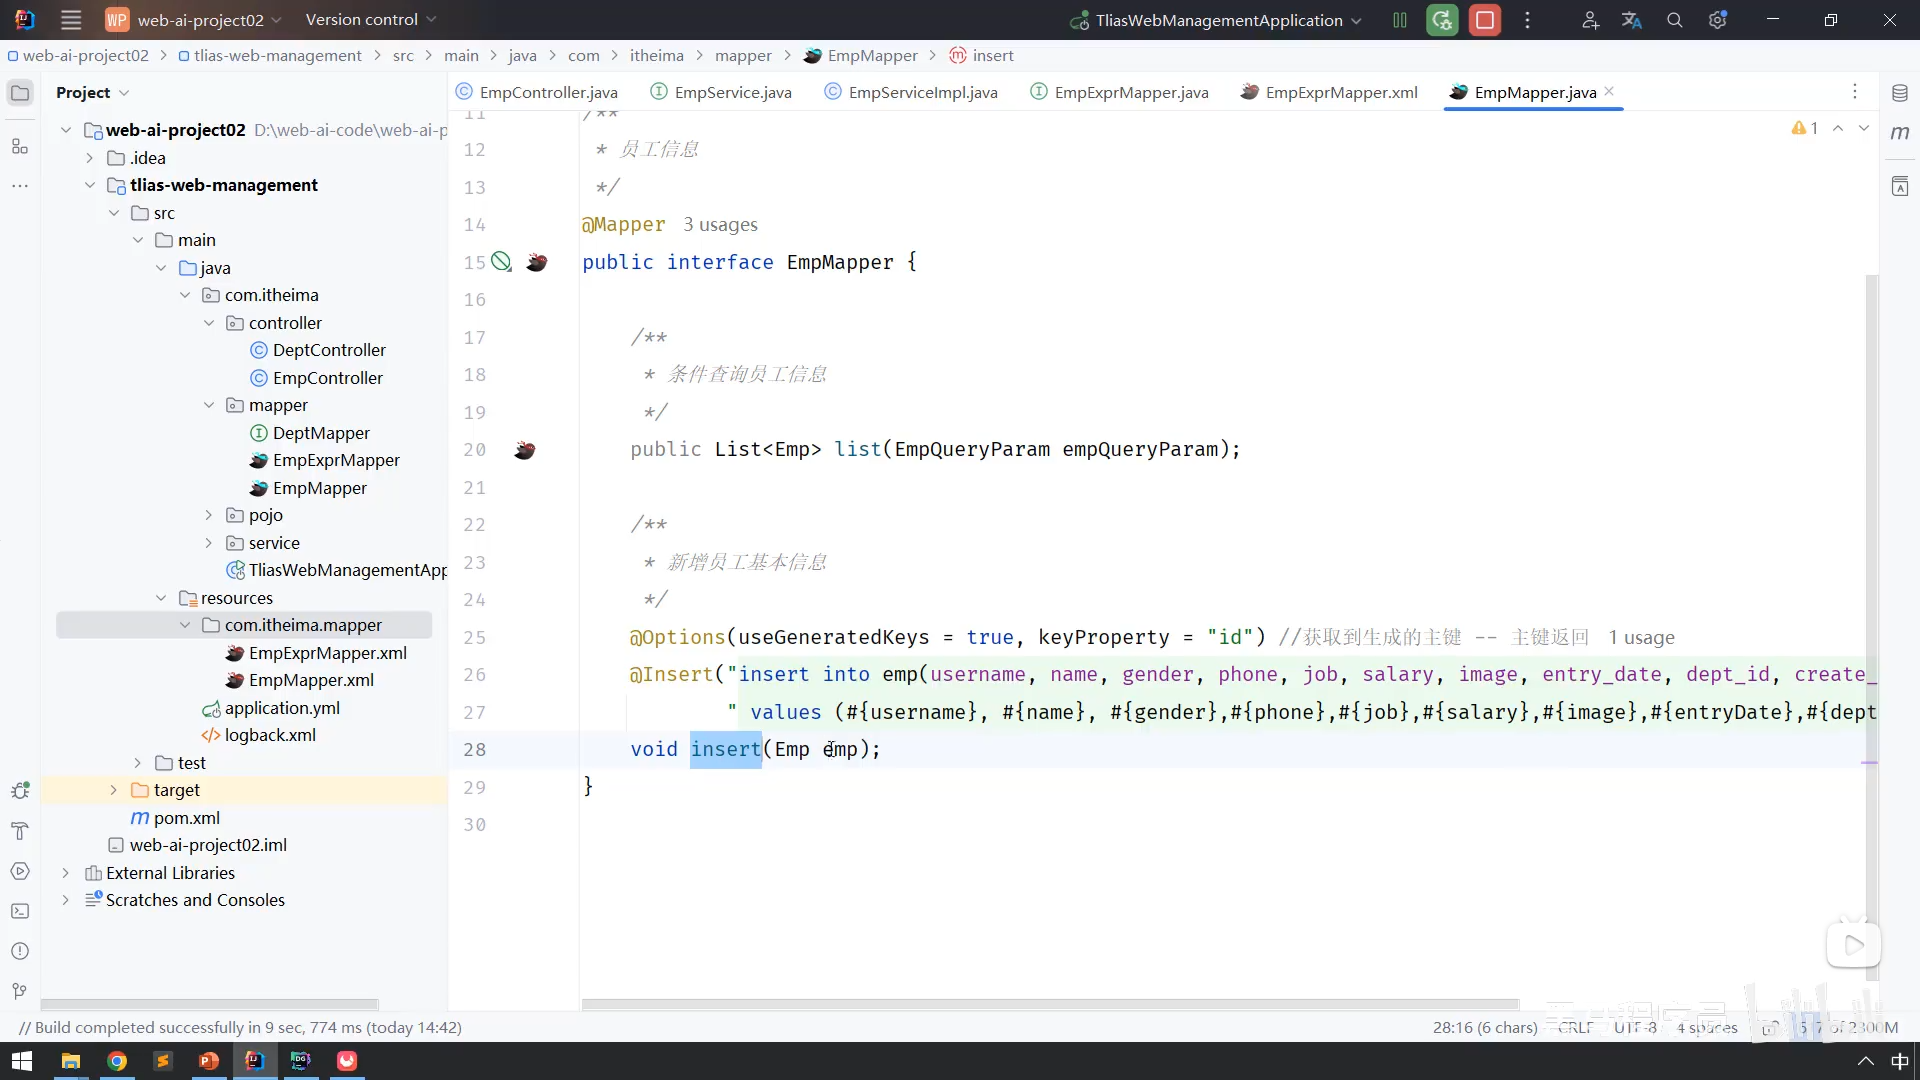 WP web-ai-project02 Version control TliasWebManagementApplication
web-ai-project02 > tlias-web-management > src > main > java > com > itheima > mapper > EmpMapper > insert
Project
EmpController.java EmpService.java EmpServiceImpl.java EmpExprMapper.java EmpExprMapper.xml EmpMapper.java
web-ai-project02 D:\web-ai-code\web-ai-p
.idea
tlias-web-management
src
main
java
com.itheima
controller
DeptController
EmpController
mapper
DeptMapper
EmpExprMapper
EmpMapper
pojo
service
TliasWebManagementApp
resources
com.itheima.mapper
EmpExprMapper.xml
EmpMapper.xml
application.yml
logback.xml
test
target
pom.xml
web-ai-project02.iml
External Libraries
Scratches and Consoles
1
11 /**
12 * 员工信息
13 */
14 @Mapper 3 usages
15 public interface EmpMapper {
16
17 /**
18 * 条件查询员工信息
19 */
20 public List<Emp> list(EmpQueryParam empQueryParam);
21
22 /**
23 * 新增员工基本信息
24 */
25 @Options(useGeneratedKeys = true, keyProperty = "id") //获取到生成的主键 -- 主键返回 1 usage
26 @Insert("insert into emp(username, name, gender, phone, job, salary, image, entry_date, dept_id, create_
27 " values (#{username}, #{name}, #{gender},#{phone},#{job},#{salary},#{image},#{entryDate},#{dept
28 void insert(Emp emp);
29 }
30
// Build completed successfully in 9 sec, 774 ms (today 14:42)
28:16 (6 chars) CRLF UTF-8 4 spaces
中